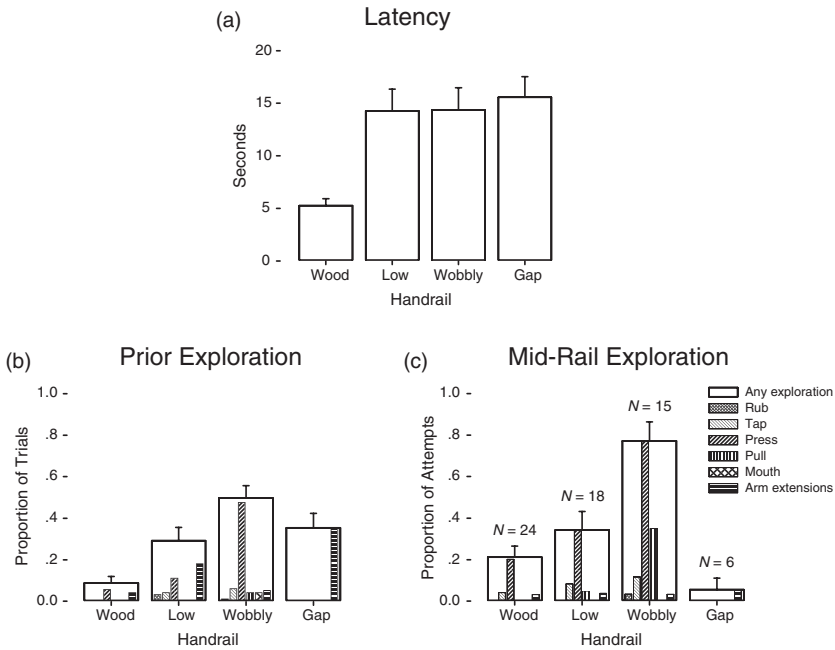 (a) Latency
20
15
10
5
0
Seconds
Wood Low Wobbly Gap
Handrail
(b) Prior Exploration
1.0
.8
.6
.4
.2
0.0
Proportion of Trials
Wood Low Wobbly Gap
Handrail
(c) Mid-Rail Exploration
1.0
.8
.6
.4
.2
0.0
Proportion of Attempts
N = 24
N = 18
N = 15
N = 6
Wood Low Wobbly Gap
Handrail
Any exploration
Rub
Tap
Press
Pull
Mouth
Arm extensions